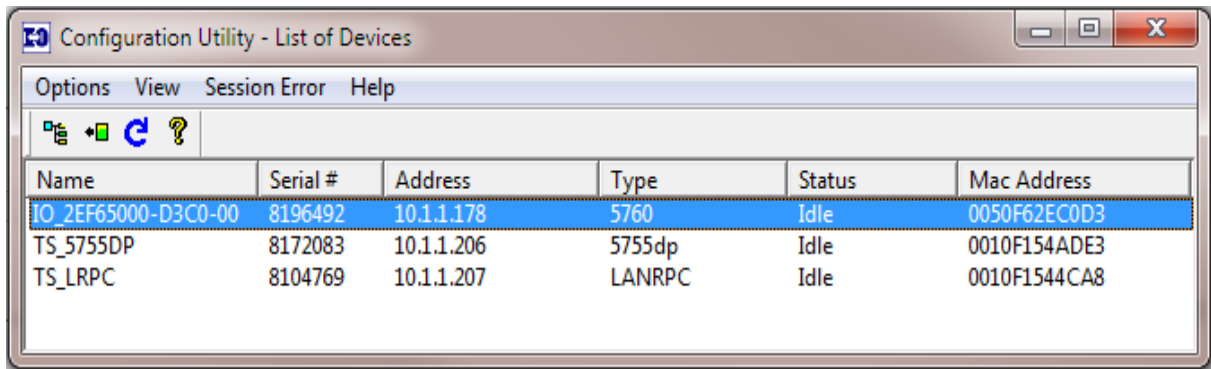 Configuration Utility - List of Devices
Options View Session Error Help
Name Serial # Address Type Status Mac Address
IO_2EF65000-D3C0-00 8196492 10.1.1.178 5760 Idle 0050F62EC0D3
TS_5755DP 8172083 10.1.1.206 5755dp Idle 0010F154ADE3
TS_LRPC 8104769 10.1.1.207 LANRPC Idle 0010F1544CA8